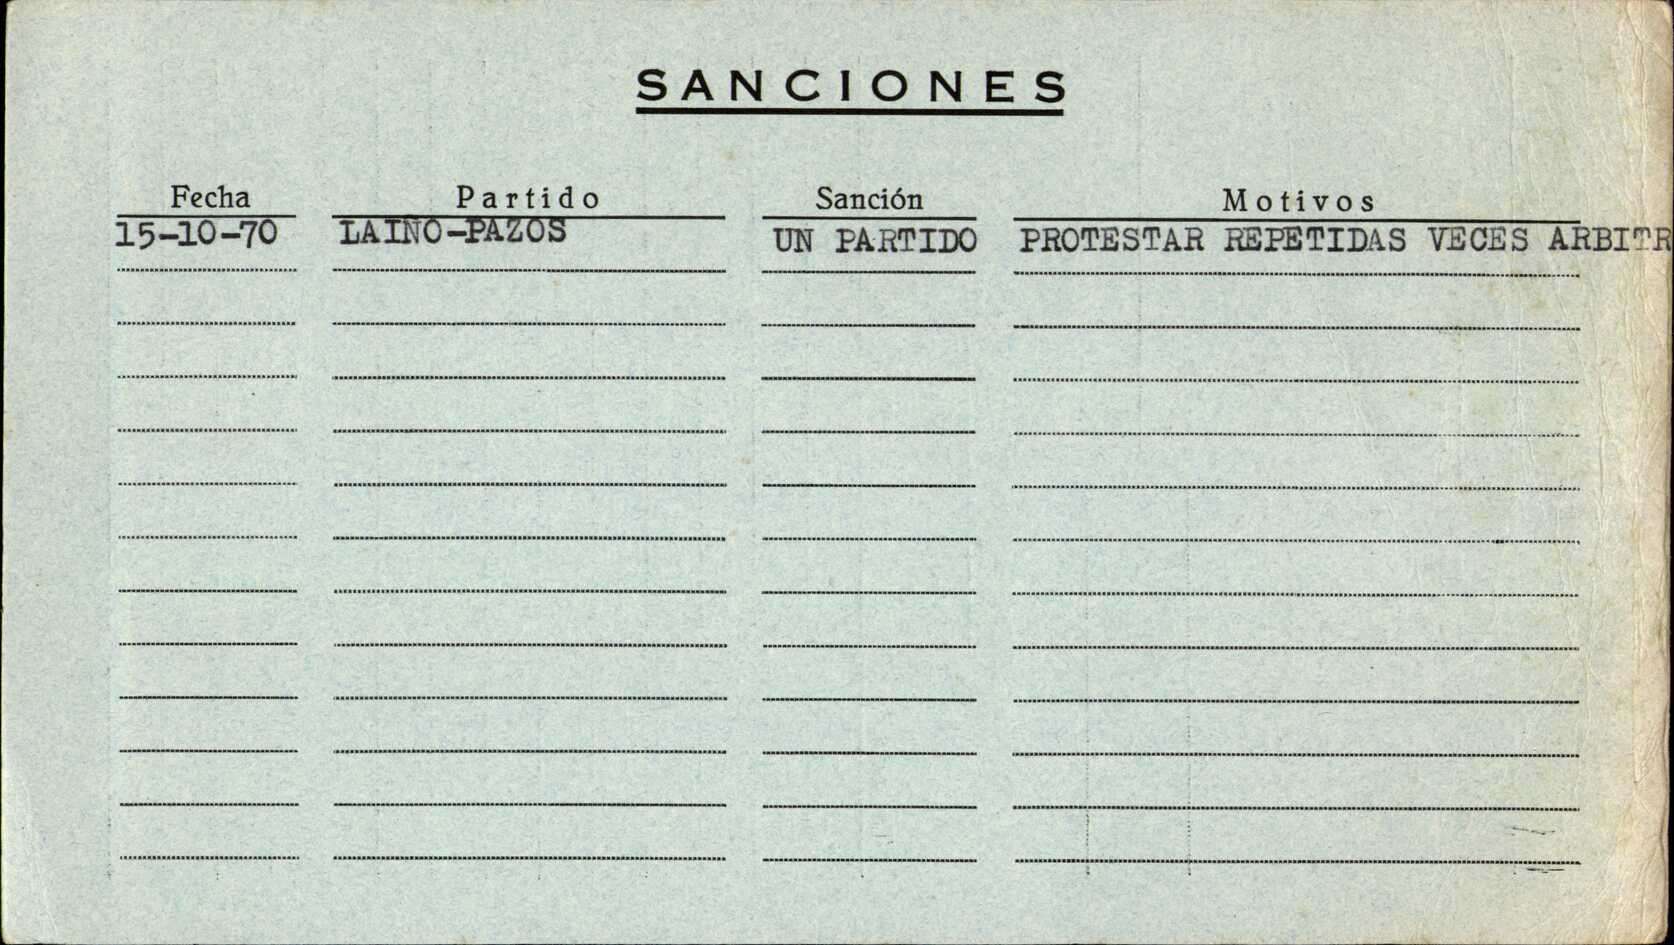 SANCIONES
Fecha Partido Sanción Motivos
15-10-70 LAIÑO-PAZOS UN PARTIDO PROTESTAR REPETIDAS VECES ARBITR